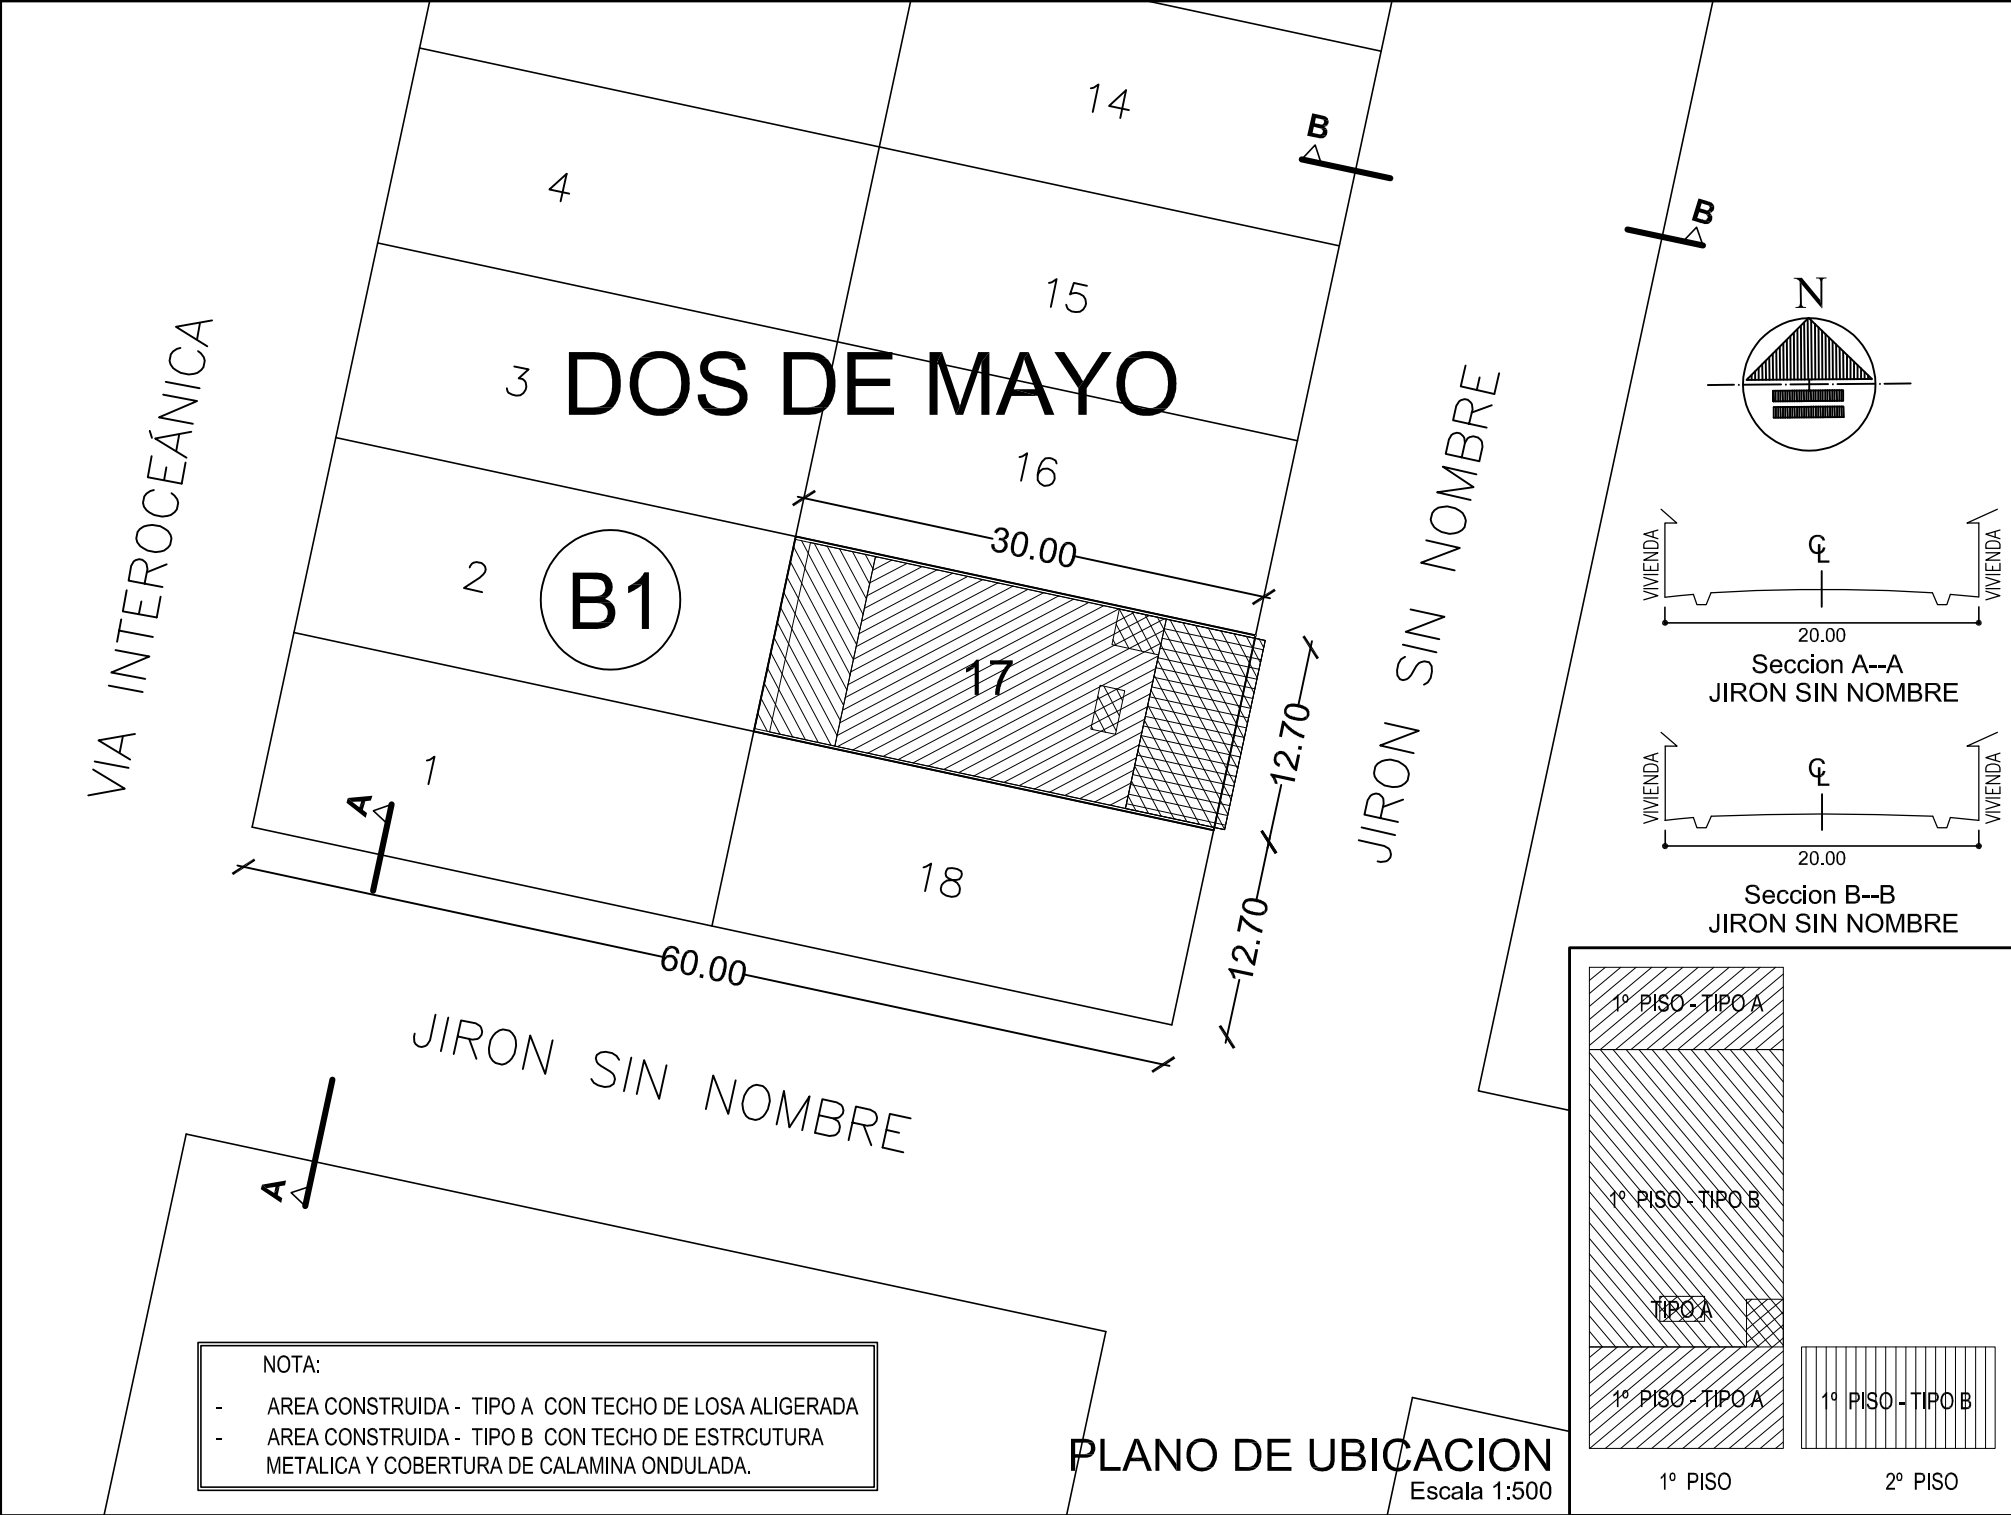 14
B
4
B
15
N
VIA INTEROCEÁNICA
3
DOS DE MAYO
JIRON SIN NOMBRE
16
30.00
2
B1
17
12.70
1
A
18
12.70
60.00
JIRON SIN NOMBRE
A
VIVIENDA
℄
VIVIENDA
20.00
Seccion A--A
JIRON SIN NOMBRE
VIVIENDA
℄
VIVIENDA
20.00
Seccion B--B
JIRON SIN NOMBRE
1º PISO - TIPO A
1º PISO - TIPO B
TIPO A
1º PISO - TIPO A
1º PISO - TIPO B
1º PISO
2º PISO
NOTA:
- AREA CONSTRUIDA - TIPO A CON TECHO DE LOSA ALIGERADA
- AREA CONSTRUIDA - TIPO B CON TECHO DE ESTRCUTURA
METALICA Y COBERTURA DE CALAMINA ONDULADA.
PLANO DE UBICACION
Escala 1:500